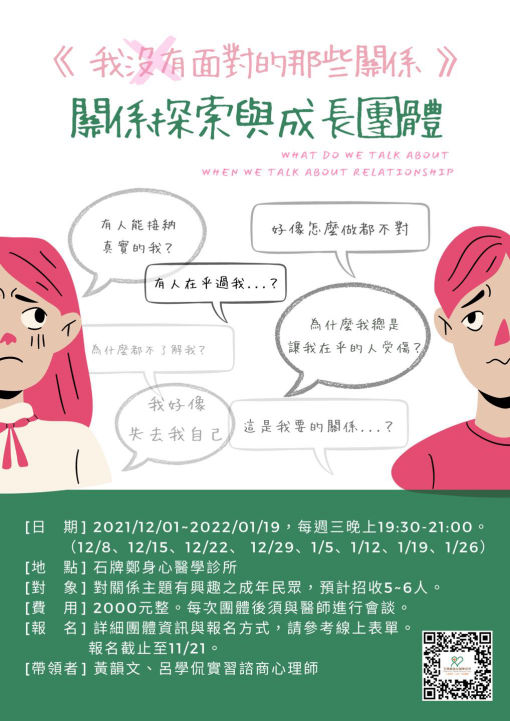 《 我沒有面對的那些關係 》
關係探索與成長團體
WHAT DO WE TALK ABOUT
WHEN WE TALK ABOUT RELATIONSHIP
有人能接納
真實的我？
好像怎麼做都不對
有人在乎過我...？
為什麼我總是
讓我在乎的人受傷？
為什麼都不了解我？
我好像
失去我自己
這是我要的關係...？
[日　期] 2021/12/01~2022/01/19，每週三晚上19:30-21:00。
（12/8、12/15、12/22、 12/29、1/5、1/12、1/19、1/26）
[地　點] 石牌鄭身心醫學診所
[對　象] 對關係主題有興趣之成年民眾，預計招收5~6人。
[費　用] 2000元整。每次團體後須與醫師進行會談。
[報　名] 詳細團體資訊與報名方式，請參考線上表單。
報名截止至11/21。
[帶領者] 黃韻文、呂學侃實習諮商心理師